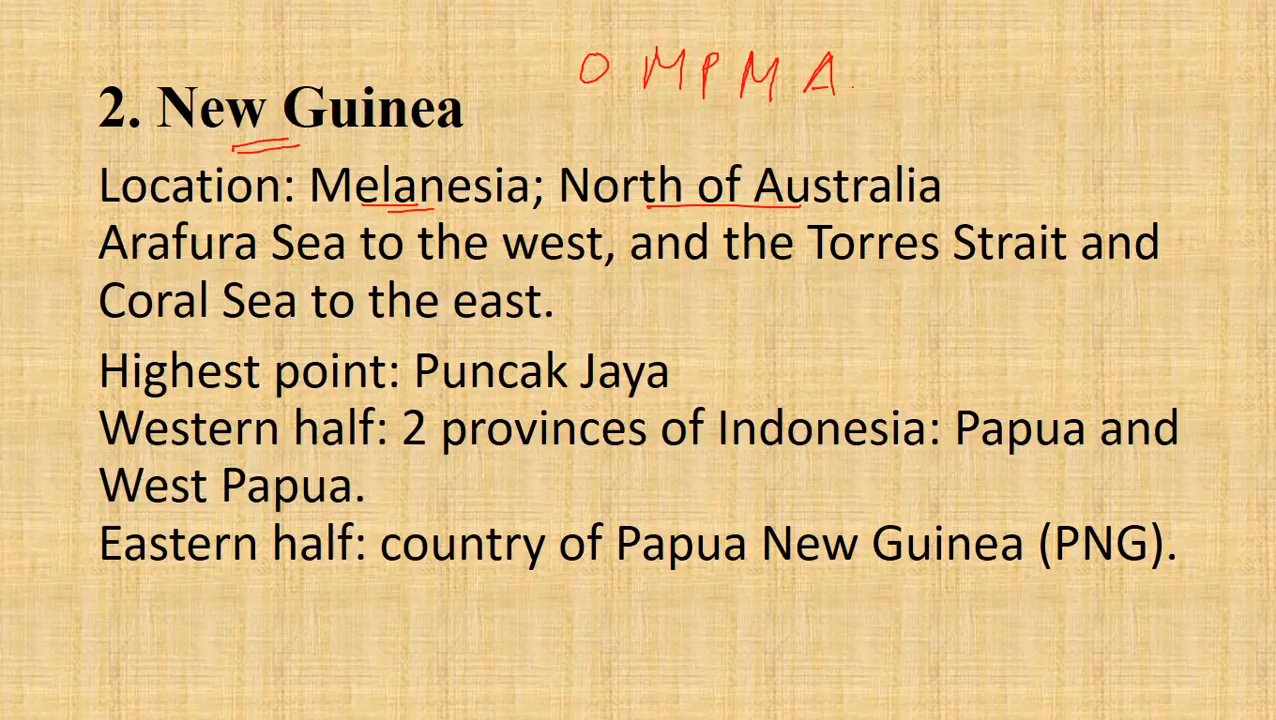 O M P M A
2. New Guinea
Location: Melanesia; North of Australia
Arafura Sea to the west, and the Torres Strait and
Coral Sea to the east.
Highest point: Puncak Jaya
Western half: 2 provinces of Indonesia: Papua and
West Papua.
Eastern half: country of Papua New Guinea (PNG).